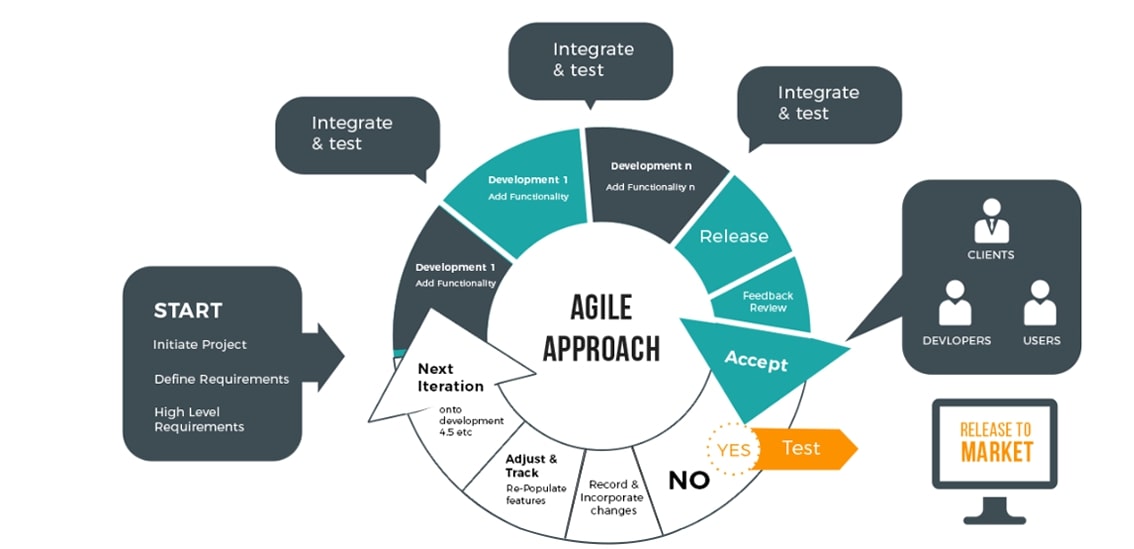 Integrate
& test
Integrate
& test
Integrate
& test
Development 1
Add Functionality
Development n
Add Functionality n
Development 1
Add Functionality
Release
Feedback
Review
CLIENTS
DEVLOPERS
USERS
START
Initiate Project
Define Requirements
High Level
Requirements
AGILE
APPROACH
Accept
Next
Iteration
onto
development
4.5 etc
Adjust &
Track
Re-Populate
features
Record &
Incorporate
changes
NO
YES
Test
RELEASE TO
MARKET